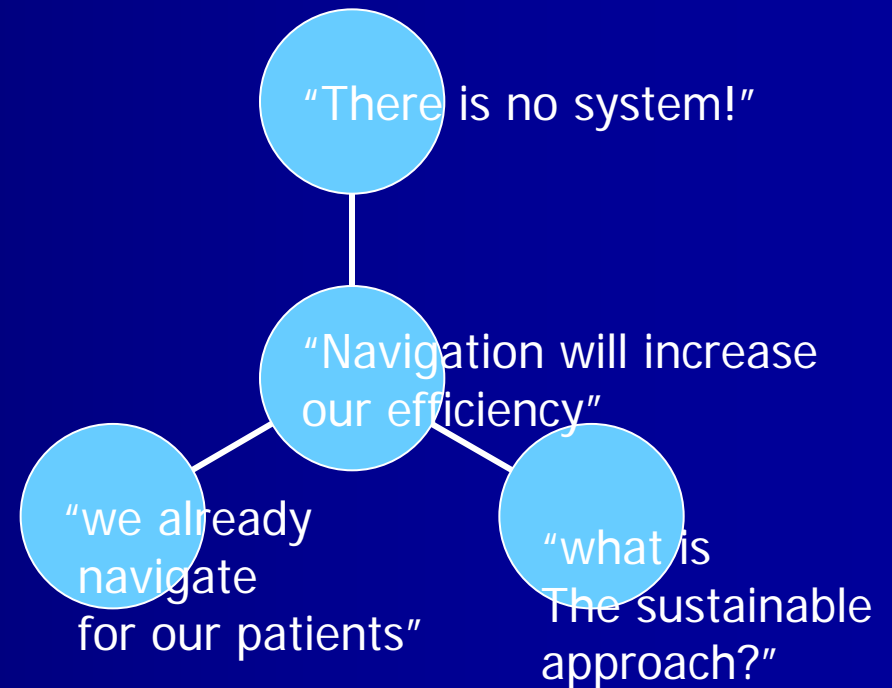 “There is no system!”
“Navigation will increase
our efficiency”
“we already
navigate
for our patients”
“what is
The sustainable
approach?”